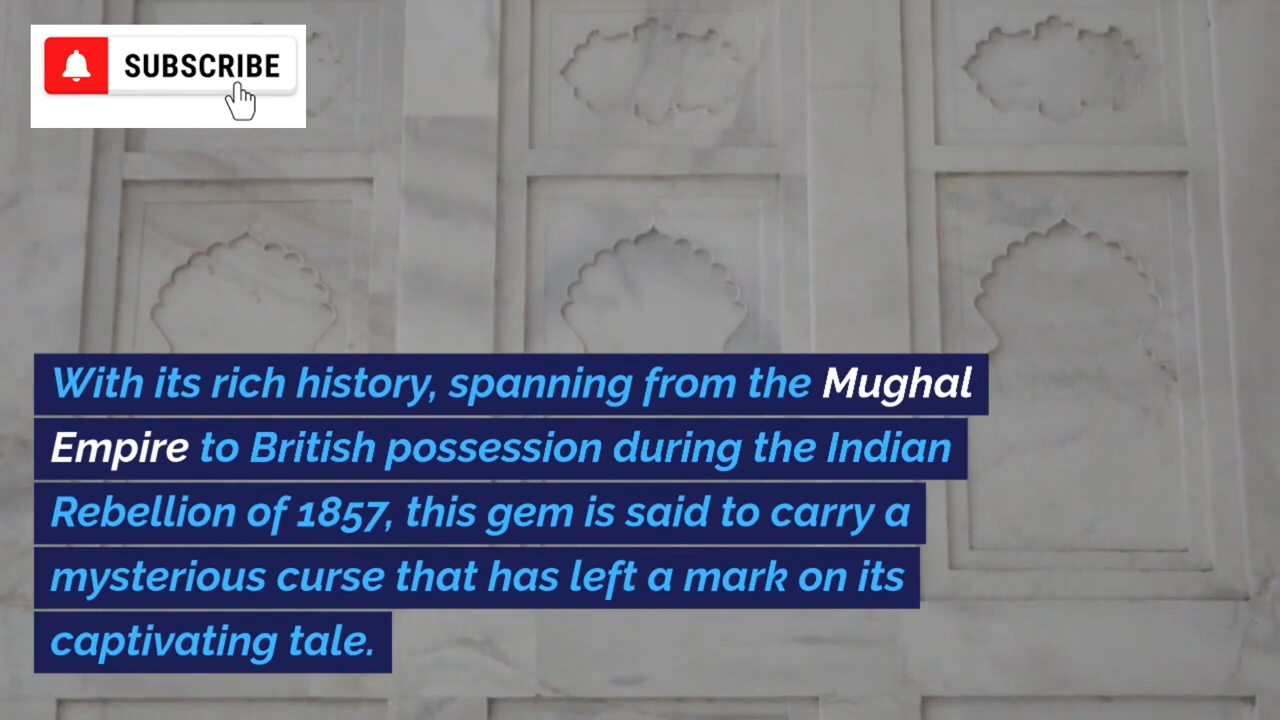 SUBSCRIBE
With its rich history, spanning from the Mughal
Empire to British possession during the Indian
Rebellion of 1857, this gem is said to carry a
mysterious curse that has left a mark on its
captivating tale.